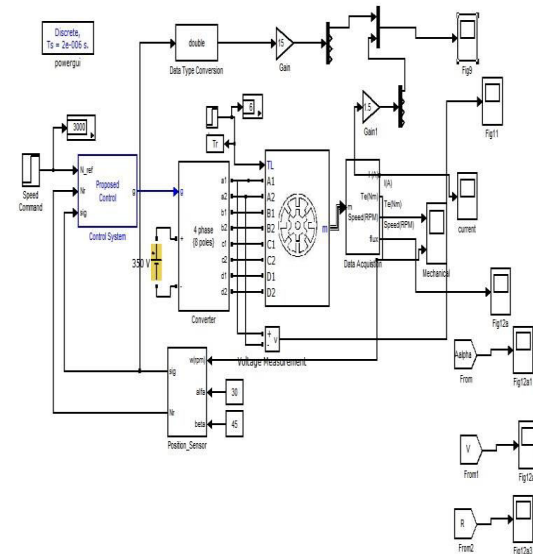 Discrete,
Ts = 2e-006 s.
powergui
double
Data Type Conversion
15
Gain
Fig9
1.5
Gain1
Fig11
3000
6
Tr
Speed
Command
N_ref
Nr
sig
Proposed
Control
g
Control System
g
4 phase
(8 poles)
+
-
a1
a2
b1
b2
c1
c2
d1
d2
Converter
350 V
TL
A1
A2
B1
B2
C1
C2
D1
D2
m
m
I (A)
Te(Nm)
Speed(RPM)
flux
Data Acquition
I(A)
Te(Nm)
Speed(RPM)
current
Mechanical
Fig12a
+
-
v
Voltage Measurement
sig
Nr
w(rpm)
alfa
beta
Position_Sensor
30
45
Aalpha
From
Fig12a1
V
From1
R
From2
Fig12a3